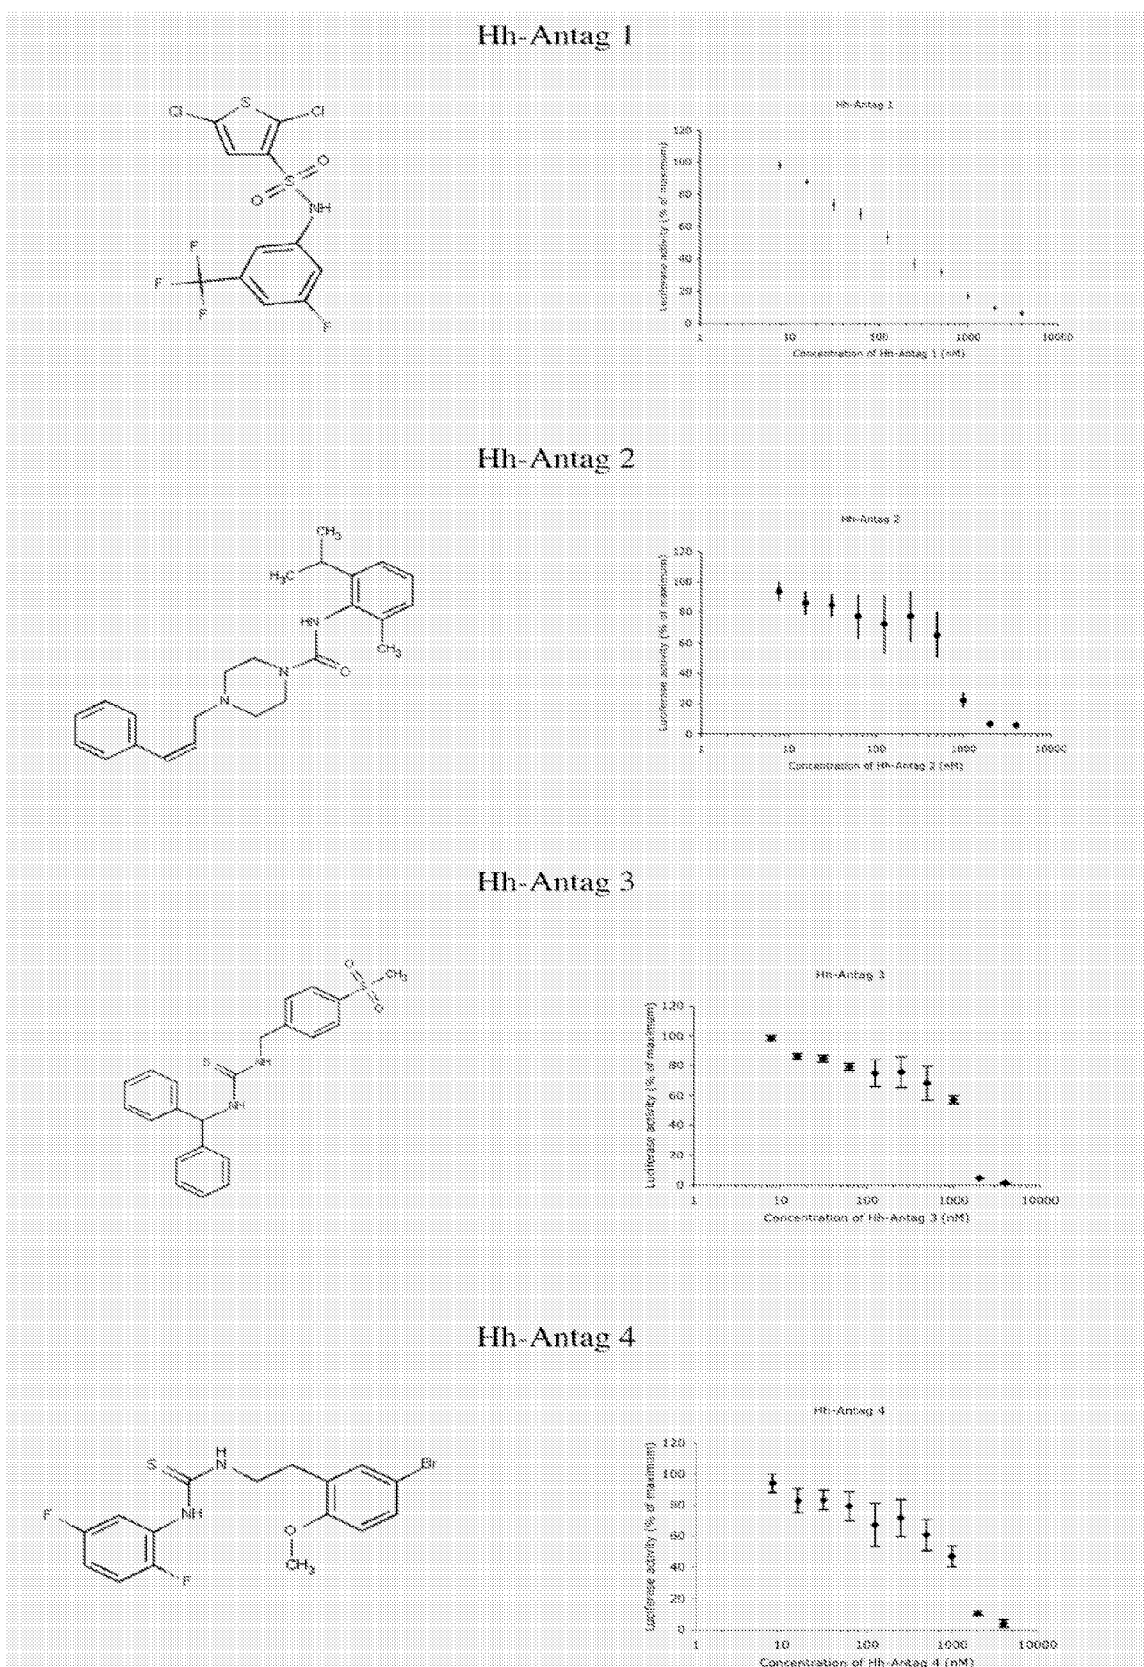 Hh-Antag 1
S
Cl
Cl
O
S
O
NH
F
F
F
F
Hh-Antag 1
Luciferase activity (% of maximum)
120
100
80
60
40
20
0
1
10
100
1000
10000
Concentration of Hh-Antag 1 (nM)
Hh-Antag 2
CH3
H3C
HN
CH3
N
O
N
Hh-Antag 2
Luciferase activity (% of maximum)
120
100
80
60
40
20
0
1
10
100
1000
10000
Concentration of Hh-Antag 2 (nM)
Hh-Antag 3
O
S
CH3
O
S
NH
NH
Hh-Antag 3
Luciferase activity (% of maximum)
120
100
80
60
40
20
0
1
10
100
1000
10000
Concentration of Hh-Antag 3 (nM)
Hh-Antag 4
H
N
S
Br
NH
F
O
CH3
F
Hh-Antag 4
Luciferase activity (% of maximum)
120
100
80
60
40
20
0
1
10
100
1000
10000
Concentration of Hh-Antag 4 (nM)